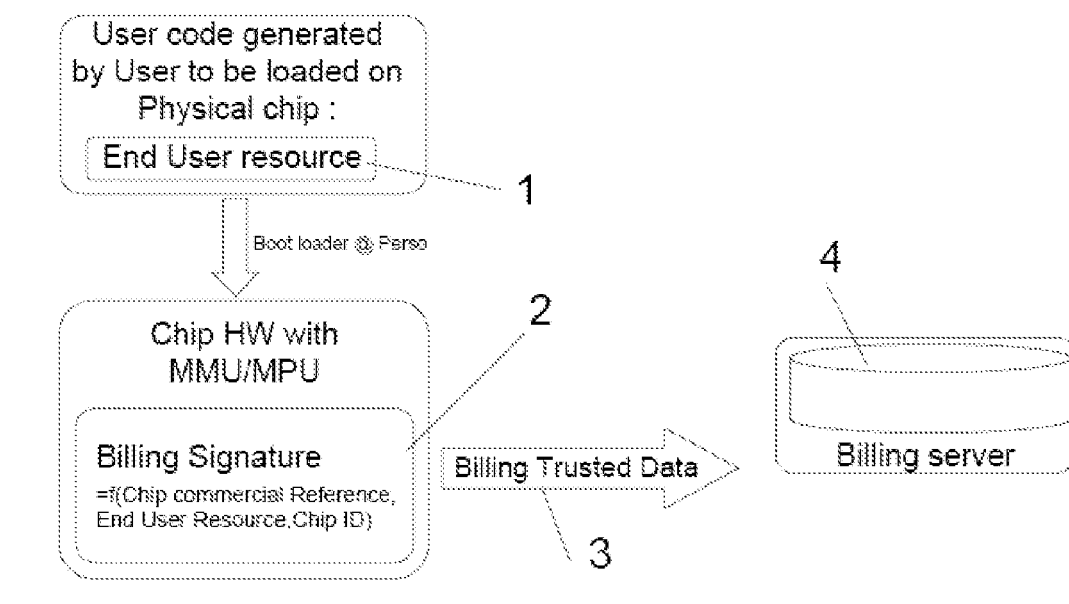 User code generated
by User to be loaded on
Physical chip :
End User resource
1
Boot loader @ Perso
Chip HW with
MMU/MPU
2
Billing Signature
=f(Chip commercial Reference,
End User Resource,Chip ID)
Billing Trusted Data
3
4
Billing server